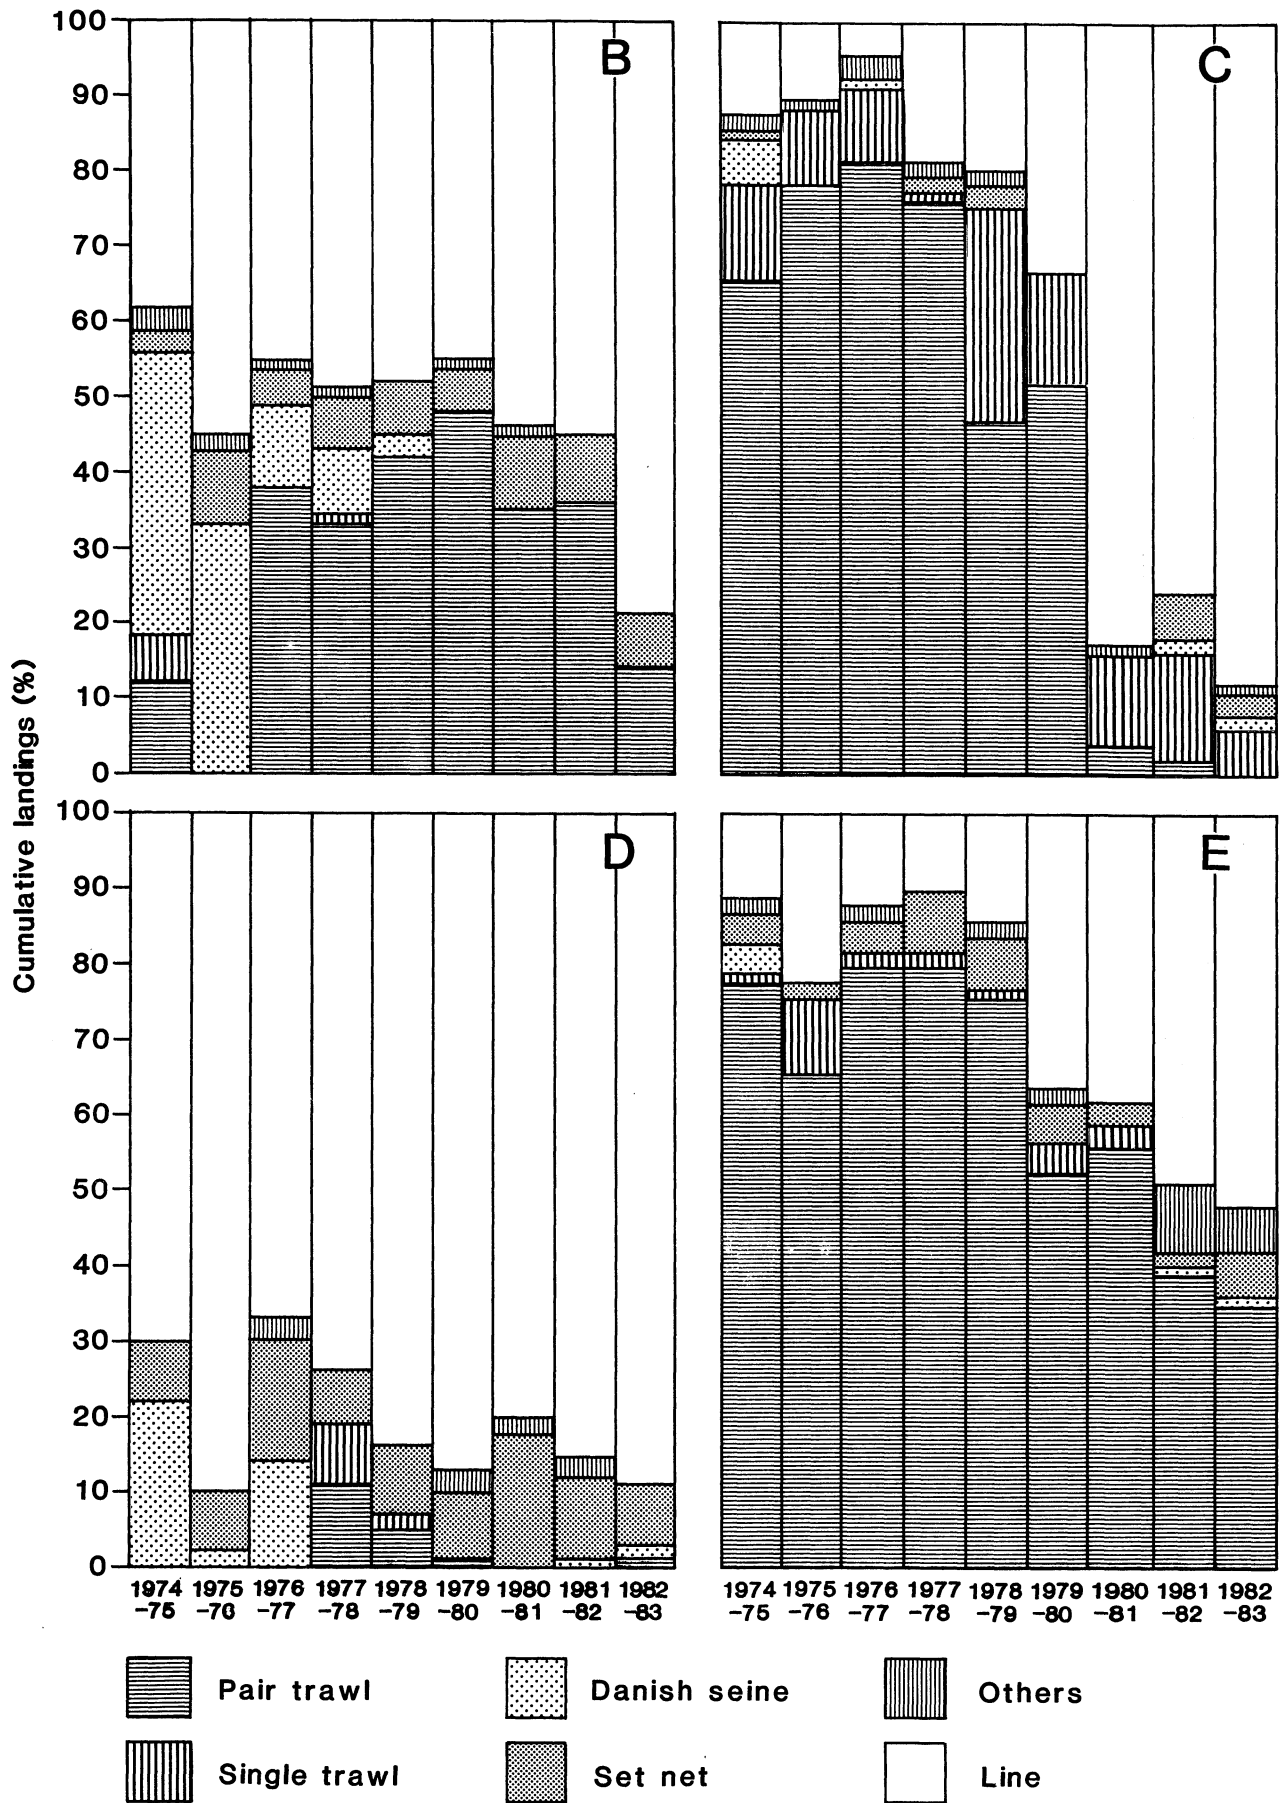 Cumulative landings (%)
100
90
80
70
60
50
40
30
20
10
0
B
C
100
90
80
70
60
50
40
30
20
10
0
D
E
1974 1975 1976 1977 1978 1979 1980 1981 1982
-75 -76 -77 -78 -79 -80 -81 -82 -83
1974 1975 1976 1977 1978 1979 1980 1981 1982
-75 -76 -77 -78 -79 -80 -81 -82 -83
Pair trawl Danish seine Others
Single trawl Set net Line